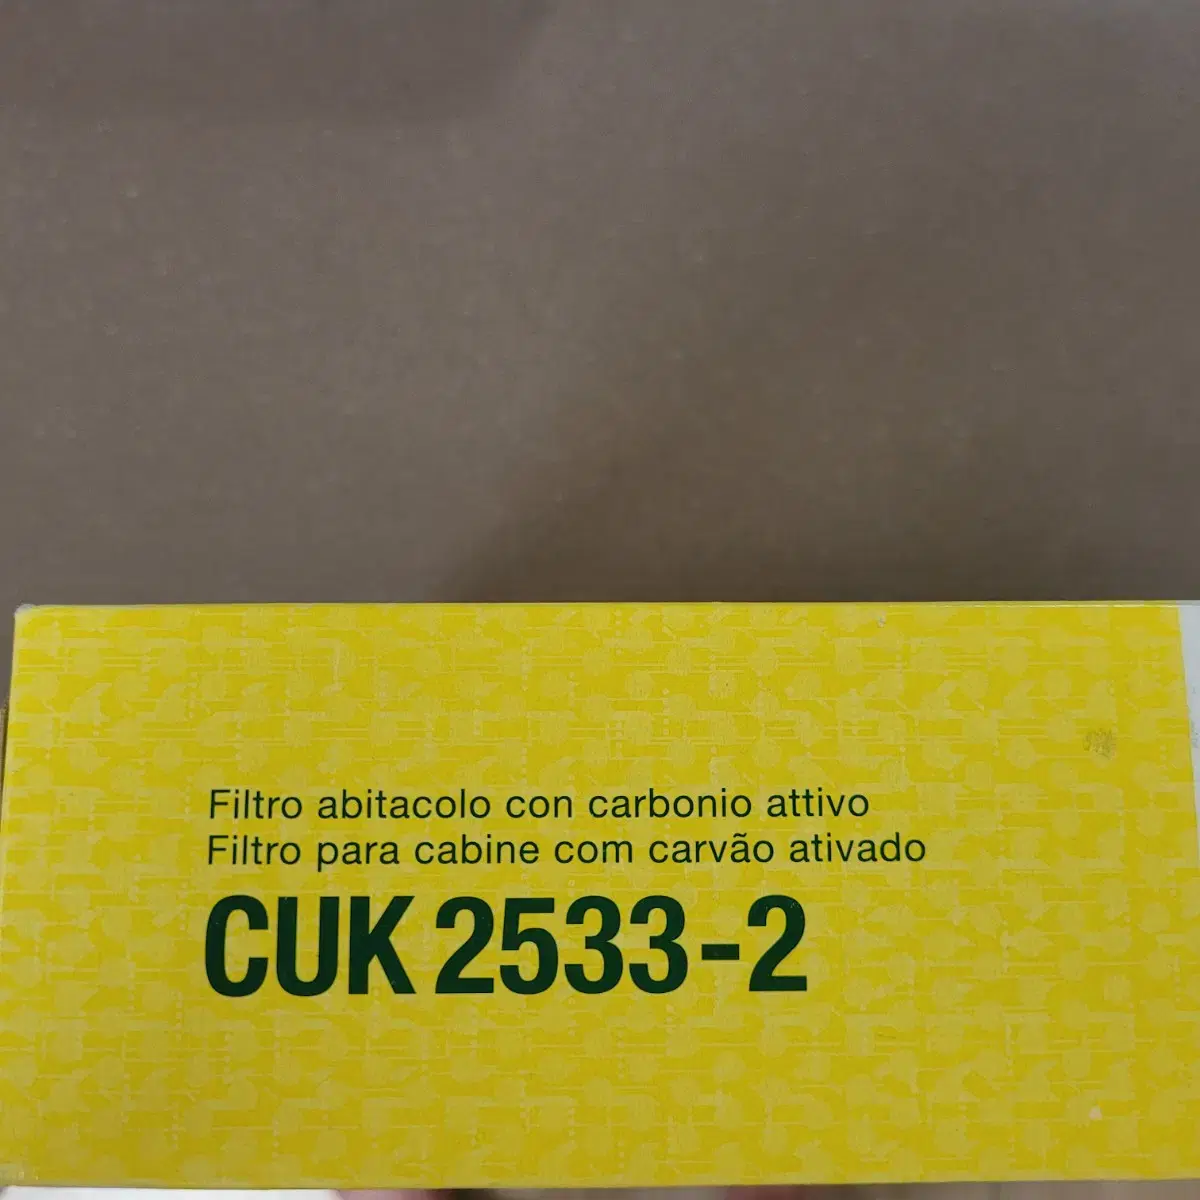 Filtro abitacolo con carbonio attivo
Filtro para cabine com carvão ativado
CUK 2533-2